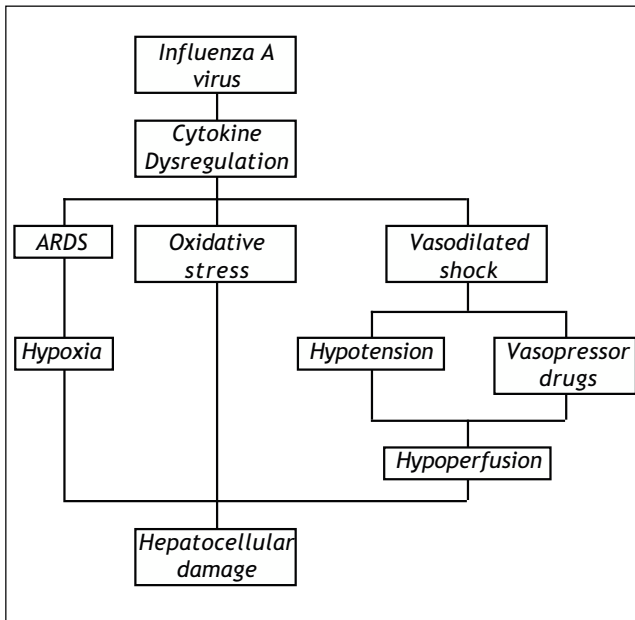 Influenza A
virus
Cytokine
Dysregulation
ARDS
Oxidative
stress
Vasodilated
shock
Hypoxia
Hypotension
Vasopressor
drugs
Hypoperfusion
Hepatocellular
damage